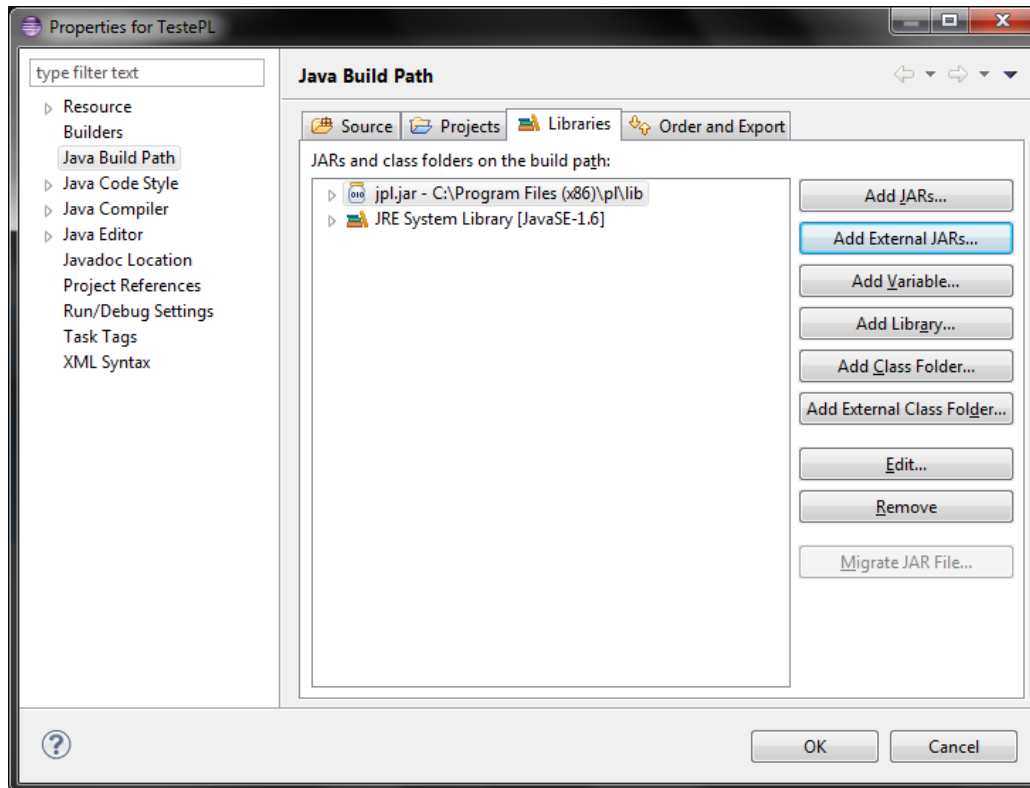 Properties for TestePL
type filter text
Resource
Builders
Java Build Path
Java Code Style
Java Compiler
Java Editor
Javadoc Location
Project References
Run/Debug Settings
Task Tags
XML Syntax
Java Build Path
Source Projects Libraries Order and Export
JARs and class folders on the build path:
jpl.jar - C:\Program Files (x86)\pl\lib
JRE System Library [JavaSE-1.6]
Add JARs...
Add External JARs...
Add Variable...
Add Library...
Add Class Folder...
Add External Class Folder...
Edit...
Remove
Migrate JAR File...
?
OK Cancel